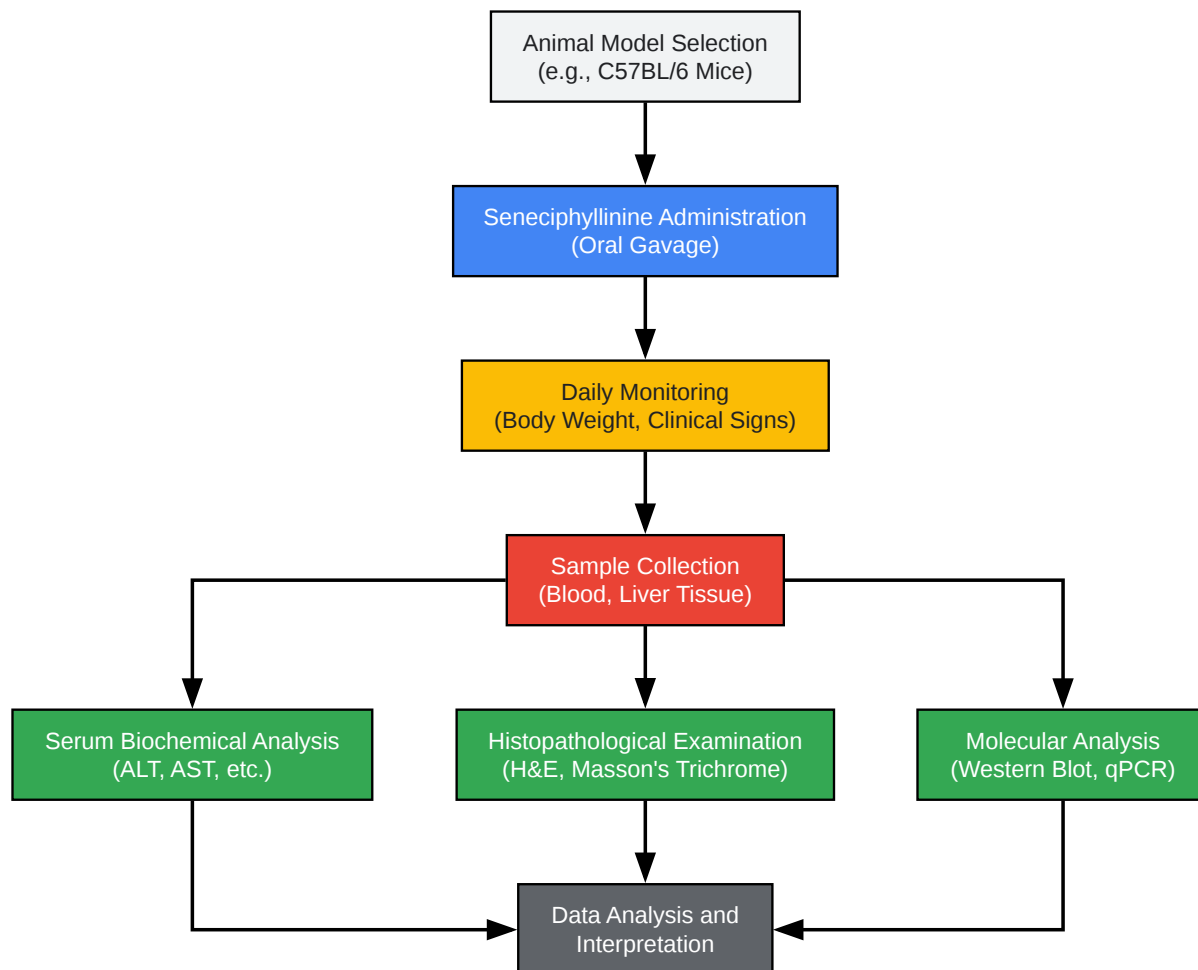 Animal Model Selection
(e.g., C57BL/6 Mice)
Seneciphyllinine Administration
(Oral Gavage)
Daily Monitoring
(Body Weight, Clinical Signs)
Sample Collection
(Blood, Liver Tissue)
Serum Biochemical Analysis
(ALT, AST, etc.)
Histopathological Examination
(H&E, Masson's Trichrome)
Molecular Analysis
(Western Blot, qPCR)
Data Analysis and
Interpretation